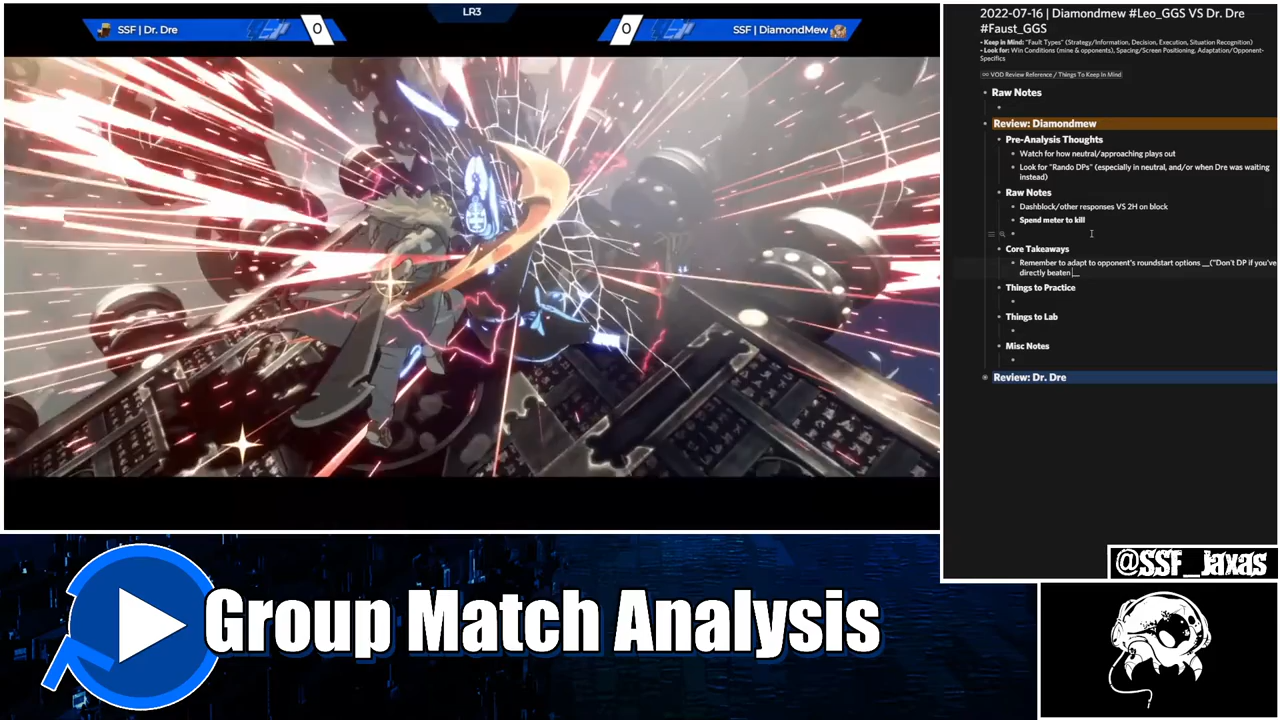 LR3
SSF | Dr. Dre
0
0
SSF | DiamondMew
2022-07-16 | Diamondmew #Leo_GGS VS Dr. Dre
#Faust_GGS
• Keep in Mind: "Fault Types" (Strategy/Information, Decision, Execution, Situation Recognition)
• Look for: Win Conditions (mine & opponents), Spacing/Screen Positioning, Adaptation/Opponent-
Specifics
VOD Review Reference / Things To Keep In Mind
Raw Notes
Review: Diamondmew
Pre-Analysis Thoughts
Watch for how neutral/approaching plays out
Look for "Rando DPs" (especially in neutral, and/or when Dre was waiting
instead)
Raw Notes
Dashblock/other responses VS 2H on block
Spend meter to kill
Core Takeaways
Remember to adapt to opponent's roundstart options __("Don't DP if you've
directly beaten __
Things to Practice
Things to Lab
Misc Notes
Review: Dr. Dre
@SSF_jaxas
Group Match Analysis